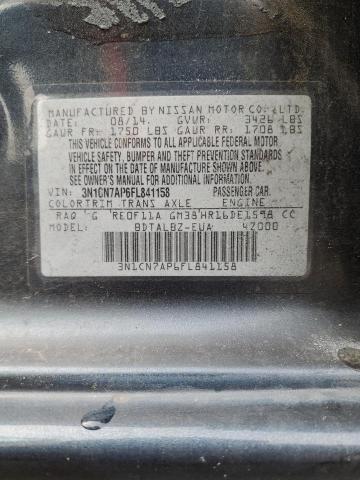 MANUFACTURED BY NISSAN MOTOR CO., LTD.
DATE: 08/14. GVWR: 3426 LBS
GAWR FR: 1750 LBS GAWR RR: 1708 LBS
THIS VEHICLE CONFORMS TO ALL APPLICABLE FEDERAL MOTOR
VEHICLE SAFETY, BUMPER AND THEFT PREVENTION STANDARDS
IN EFFECT ON THE DATE OF MANUFACTURE SHOWN ABOVE.
SEE OWNER'S MANUAL FOR ADDITIONAL INFORMATION
VIN: 3N1CN7AP6FL841158 PASSENGER CAR.
COLOR TRIM TRANS AXLE ENGINE
RAQ G RE0F11A GM38 HR16DE1598 CC
MODEL: BDTALBZ-EUA 4Z000
3N1CN7AP6FL841158